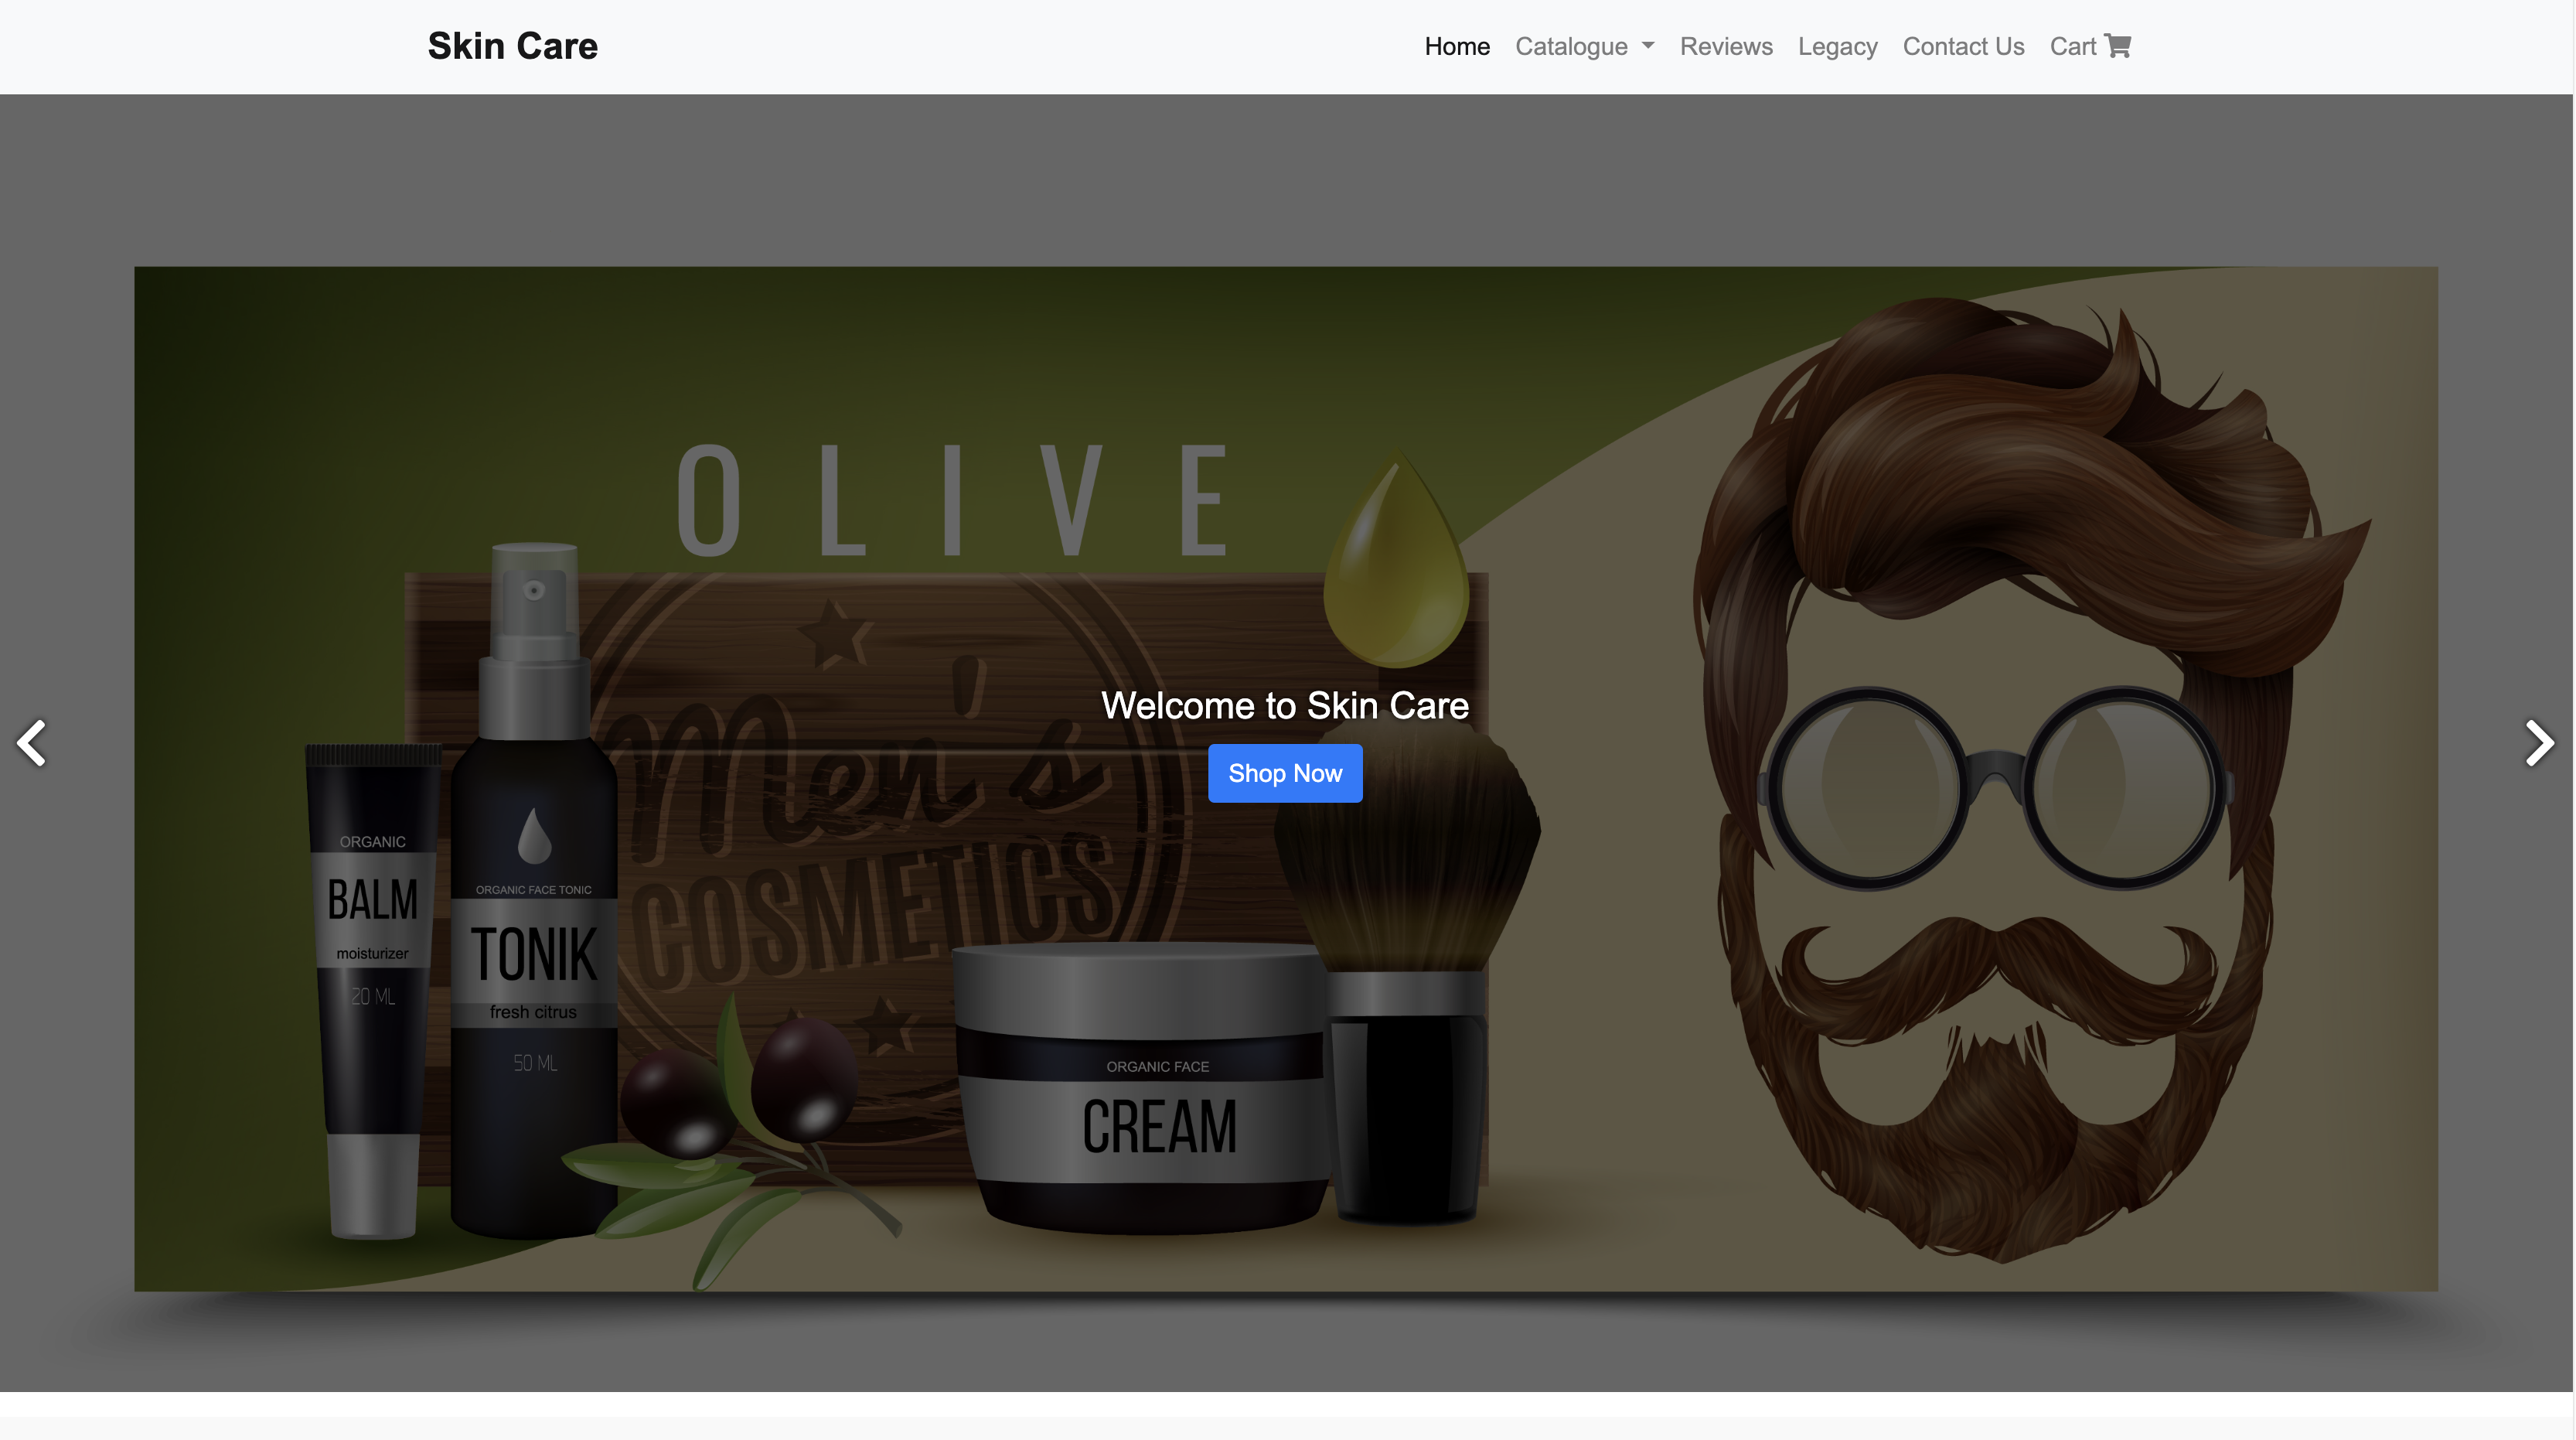 Skin Care
Home Catalogue Reviews Legacy Contact Us Cart
OLIVE
Men's
COSMETICS
Welcome to Skin Care
Shop Now
ORGANIC
BALM
moisturizer
20 ML
ORGANIC FACE TONIC
TONIK
fresh citrus
50 ML
ORGANIC FACE
CREAM